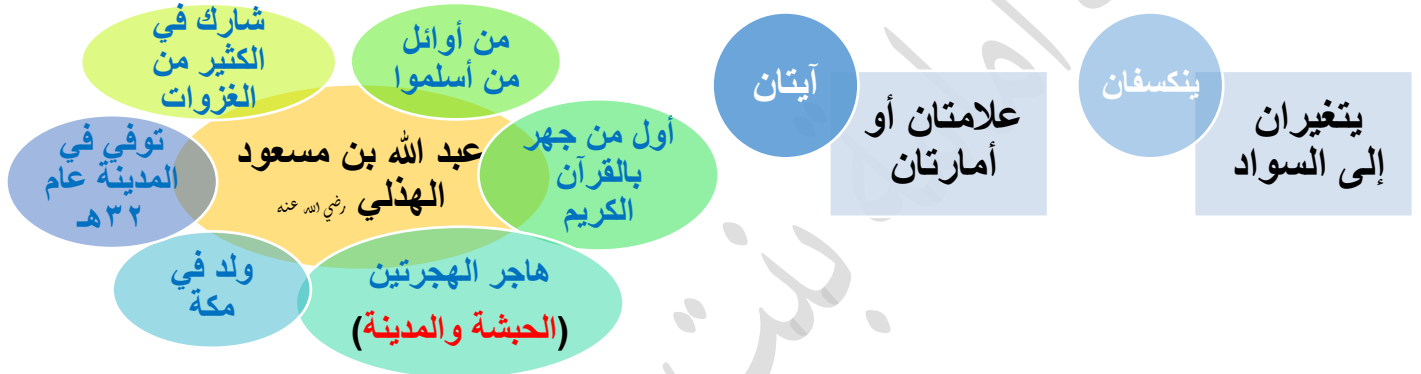 ينكسفان
يتغيران
إلى السواد
آيتان
علامتان أو
أمارتان
عبد الله بن مسعود
الهذلي رضي الله عنه
من أوائل
من أسلموا
أول من جهر
بالقرآن
الكريم
هاجر الهجرتين
(الحبشة والمدينة)
ولد في
مكة
توفي في
المدينة عام
٣٢هـ
شارك في
الكثير من
الغزوات